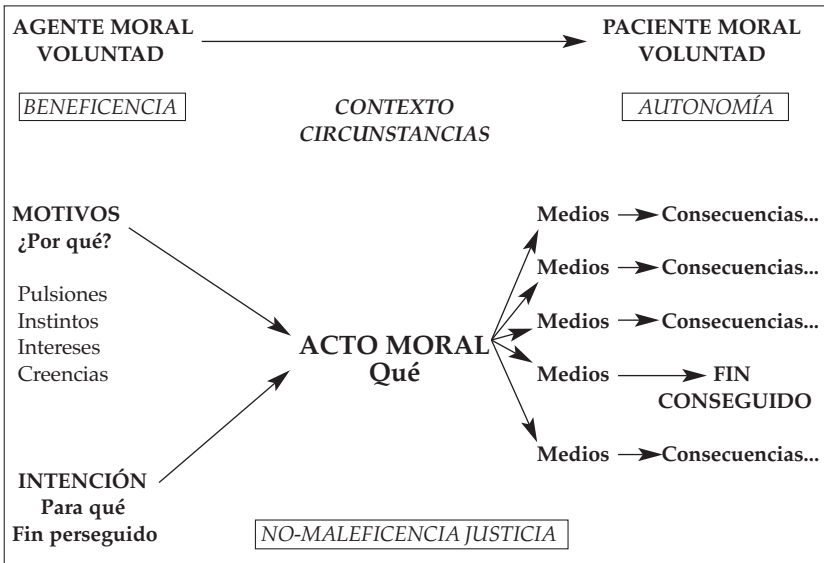 AGENTE MORAL
VOLUNTAD
PACIENTE MORAL
VOLUNTAD
BENEFICENCIA
CONTEXTO
CIRCUNSTANCIAS
AUTONOMÍA
MOTIVOS
¿Por qué?
Pulsiones
Instintos
Intereses
Creencias
INTENCIÓN
Para qué
Fin perseguido
ACTO MORAL
Qué
Medios
Consecuencias...
Medios
Consecuencias...
Medios
Consecuencias...
Medios
FIN
CONSEGUIDO
Medios
Consecuencias...
NO-MALEFICENCIA JUSTICIA